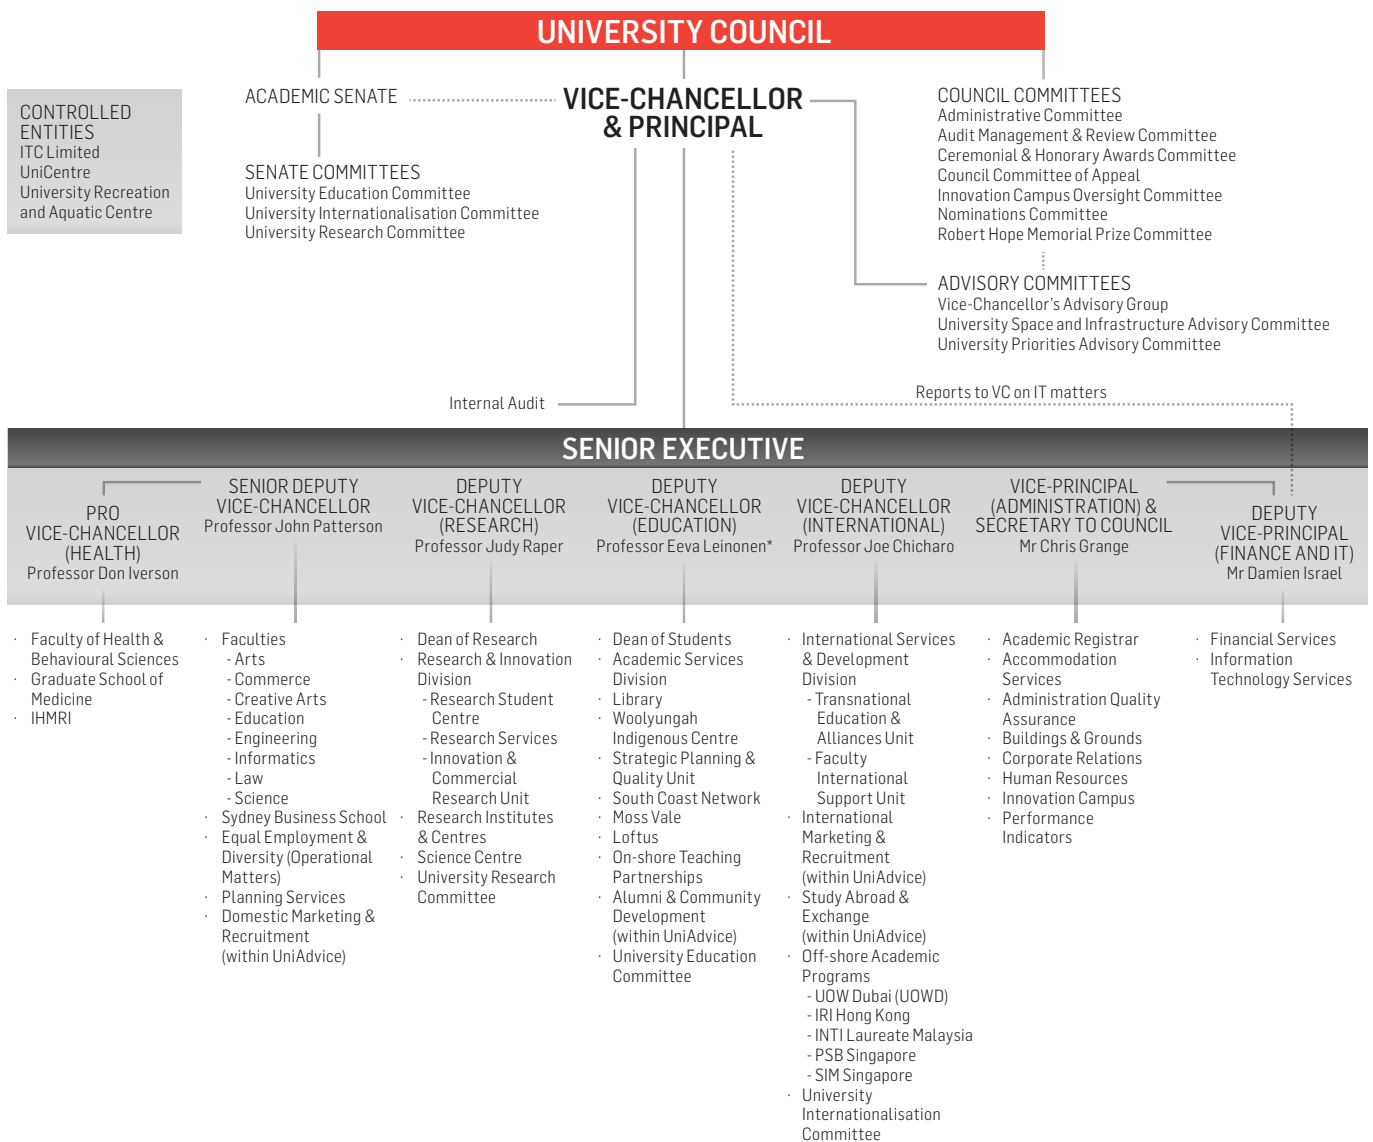 UNIVERSITY COUNCIL
CONTROLLED
ENTITIES
ITC Limited
UniCentre
University Recreation
and Aquatic Centre
ACADEMIC SENATE
SENATE COMMITTEES
University Education Committee
University Internationalisation Committee
University Research Committee
VICE-CHANCELLOR
& PRINCIPAL
COUNCIL COMMITTEES
Administrative Committee
Audit Management & Review Committee
Ceremonial & Honorary Awards Committee
Council Committee of Appeal
Innovation Campus Oversight Committee
Nominations Committee
Robert Hope Memorial Prize Committee
ADVISORY COMMITTEES
Vice-Chancellor's Advisory Group
University Space and Infrastructure Advisory Committee
University Priorities Advisory Committee
Internal Audit
Reports to VC on IT matters
SENIOR EXECUTIVE
PRO
VICE-CHANCELLOR
(HEALTH)
Professor Don Iverson
· Faculty of Health &
Behavioural Sciences
· Graduate School of
Medicine
· IHMRI
SENIOR DEPUTY
VICE-CHANCELLOR
Professor John Patterson
· Faculties
- Arts
- Commerce
- Creative Arts
- Education
- Engineering
- Informatics
- Law
- Science
· Sydney Business School
· Equal Employment &
Diversity (Operational
Matters)
· Planning Services
· Domestic Marketing &
Recruitment
(within UniAdvice)
DEPUTY
VICE-CHANCELLOR
(RESEARCH)
Professor Judy Raper
· Dean of Research
· Research & Innovation
Division
- Research Student
Centre
- Research Services
- Innovation &
Commercial
Research Unit
· Research Institutes
& Centres
· Science Centre
· University Research
Committee
DEPUTY
VICE-CHANCELLOR
(EDUCATION)
Professor Eeva Leinonen*
· Dean of Students
· Academic Services
Division
· Library
· Woolyungah
Indigenous Centre
· Strategic Planning &
Quality Unit
· South Coast Network
· Moss Vale
· Loftus
· On-shore Teaching
Partnerships
· Alumni & Community
Development
(within UniAdvice)
· University Education
Committee
DEPUTY
VICE-CHANCELLOR
(INTERNATIONAL)
Professor Joe Chicharo
· International Services
& Development
Division
- Transnational
Education &
Alliances Unit
- Faculty
International
Support Unit
· International
Marketing &
Recruitment
(within UniAdvice)
· Study Abroad &
Exchange
(within UniAdvice)
· Off-shore Academic
Programs
- UOW Dubai (UOWD)
- IRI Hong Kong
- INTI Laureate Malaysia
- PSB Singapore
- SIM Singapore
· University
Internationalisation
Committee
VICE-PRINCIPAL
(ADMINISTRATION) &
SECRETARY TO COUNCIL
Mr Chris Grange
· Academic Registrar
· Accommodation
Services
· Administration Quality
Assurance
· Buildings & Grounds
· Corporate Relations
· Human Resources
· Innovation Campus
· Performance
Indicators
DEPUTY
VICE-PRINCIPAL
(FINANCE AND IT)
Mr Damien Israel
· Financial Services
· Information
Technology Services